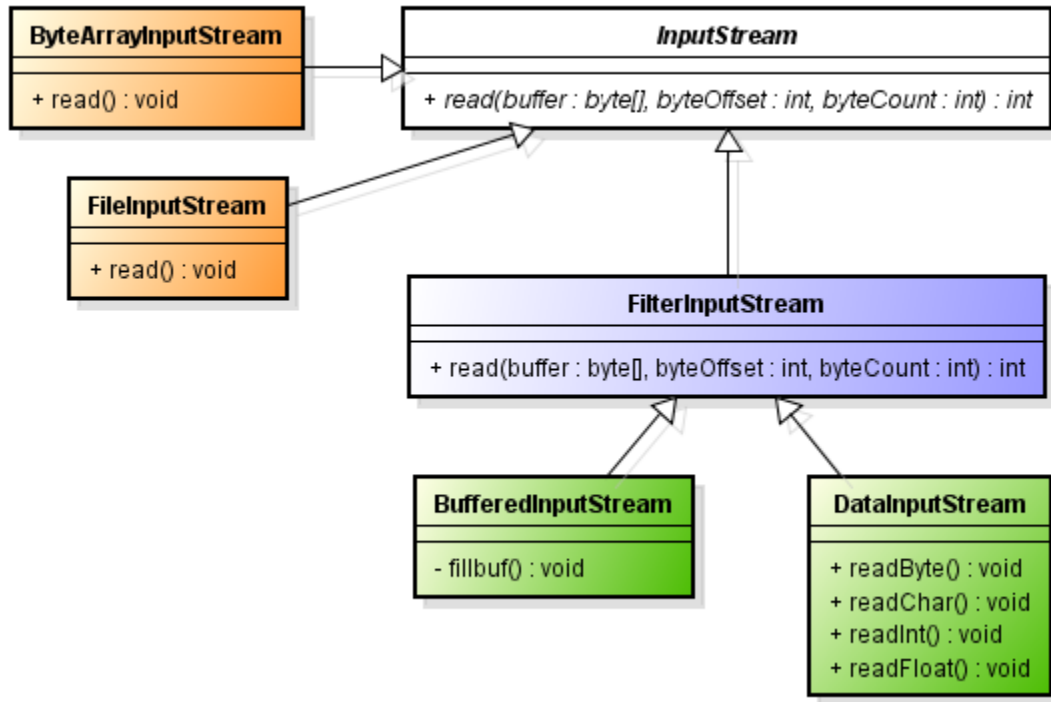 ByteArrayInputStream
+ read() : void
InputStream
+ read(buffer : byte[], byteOffset : int, byteCount : int) : int
FileInputStream
+ read() : void
FilterInputStream
+ read(buffer : byte[], byteOffset : int, byteCount : int) : int
BufferedInputStream
- fillbuf() : void
DataInputStream
+ readByte() : void
+ readChar() : void
+ readInt() : void
+ readFloat() : void